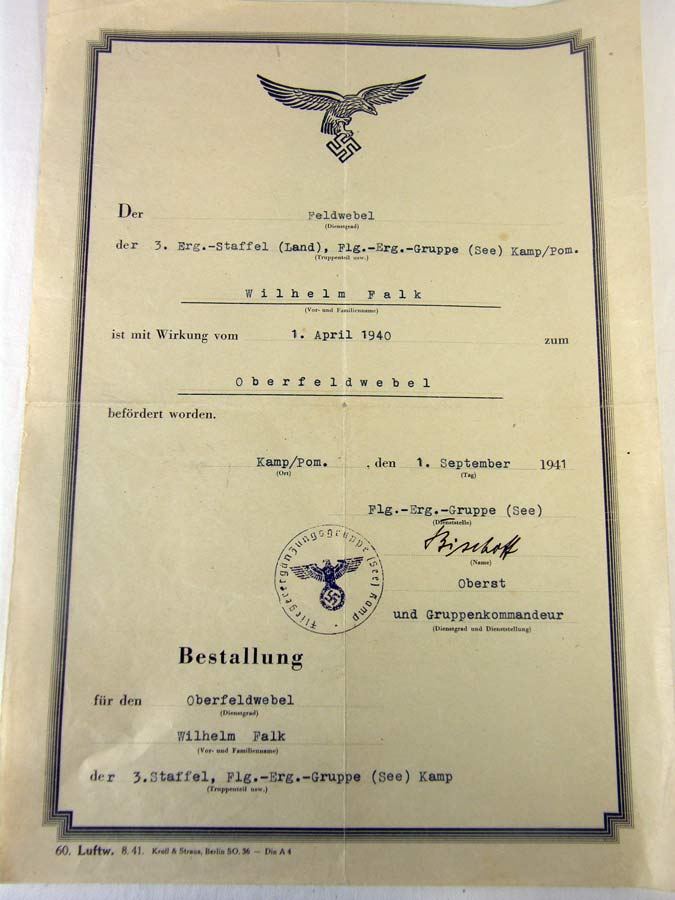 Der Feldwebel
(Dienstgrad)
der 3. Erg.-Staffel (Land), Flg.-Erg.-Gruppe (See) Kamp/Pom.
(Truppenteil usw.)
Wilhelm Falk
(Vor- und Familienname)
ist mit Wirkung vom 1. April 1940 zum
Oberfeldwebel
befördert worden.
Kamp/Pom. , den 1. September 1941
(Ort) (Tag)
Flg.-Erg.-Gruppe (See)
(Dienststelle)
Bischoff
(Name)
Oberst
und Gruppenkommandeur
(Dienstgrad und Dienststellung)
Fliegerergänzungsgruppe (See) Kamp
Bestallung
für den Oberfeldwebel
(Dienstgrad)
Wilhelm Falk
(Vor- und Familienname)
der 3.Staffel, Flg.-Erg.-Gruppe (See) Kamp
(Truppenteil usw.)
60. Luftw. 8. 41. Kroll & Straus, Berlin SO. 36 — Din A 4